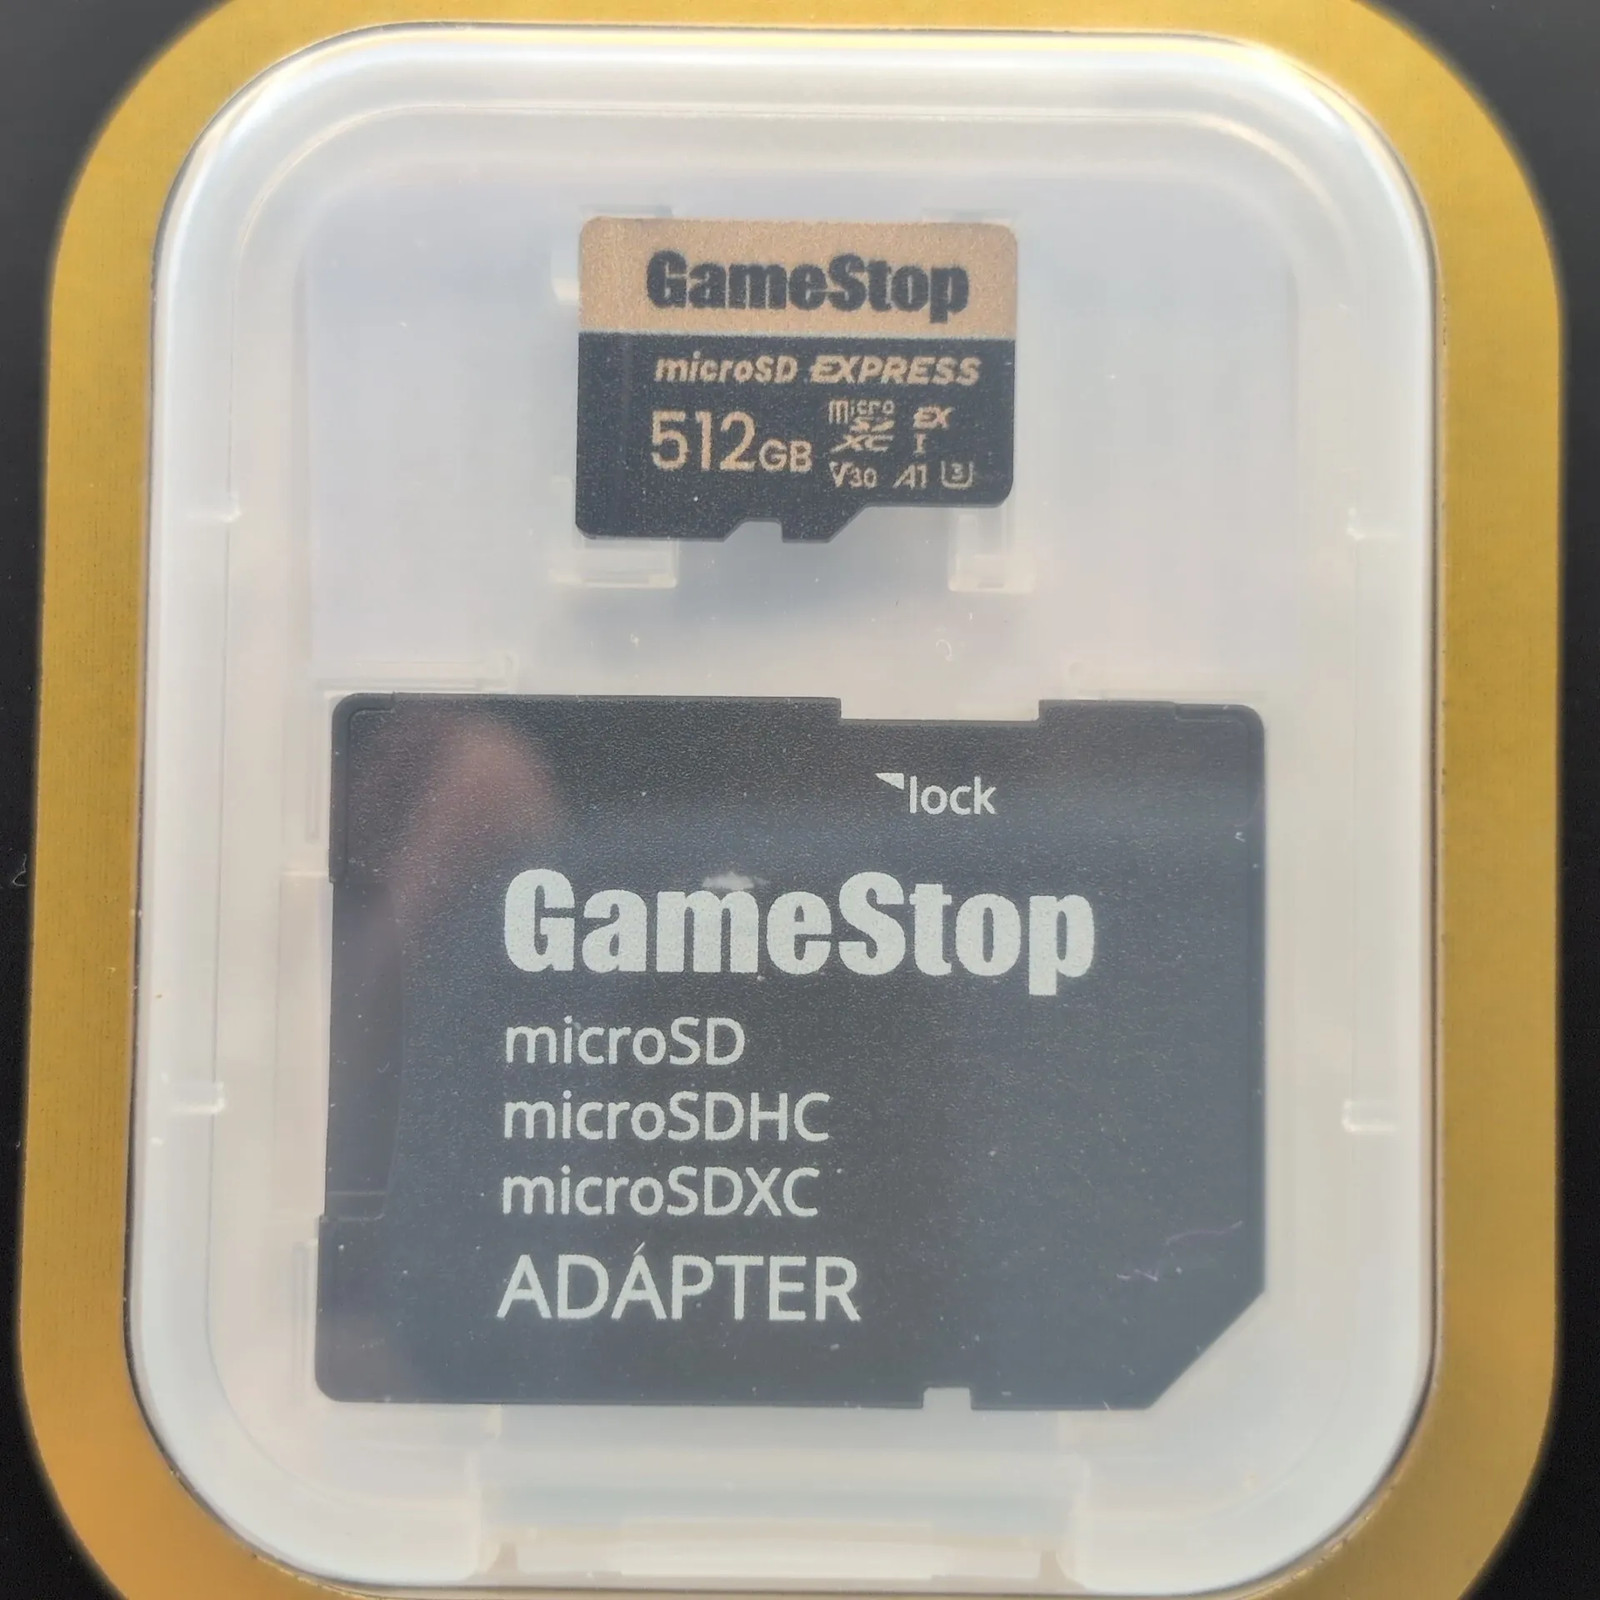 GameStop
microSD EXPRESS
512GB
micro SD XC EX I
V30 A1 3
lock
GameStop
microSD
microSDHC
microSDXC
ADÁPTER